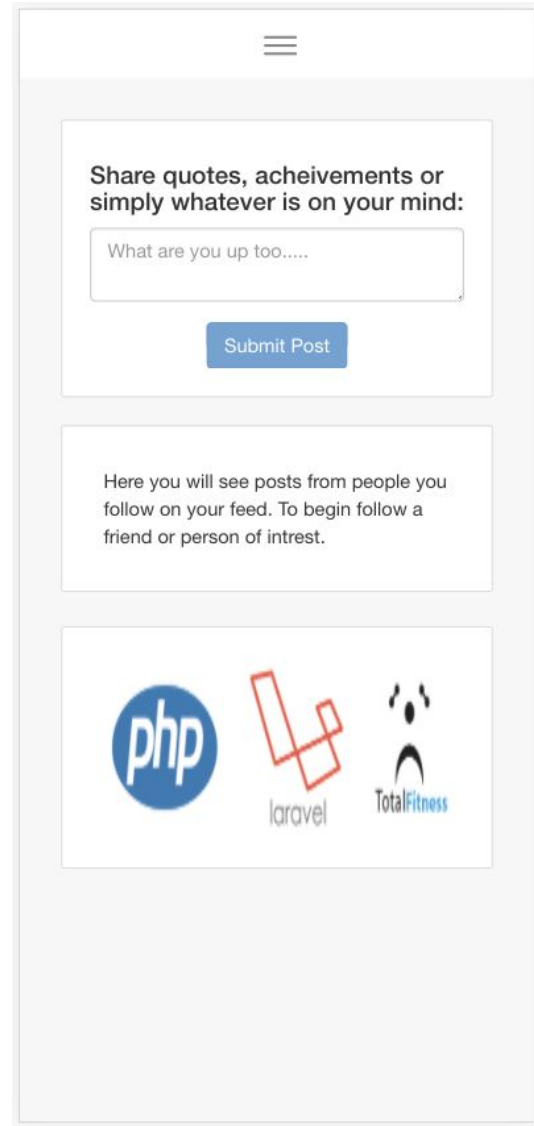 Share quotes, acheivements or
simply whatever is on your mind:
What are you up too.....
Submit Post
Here you will see posts from people you
follow on your feed. To begin follow a
friend or person of intrest.
php
laravel
TotalFitness